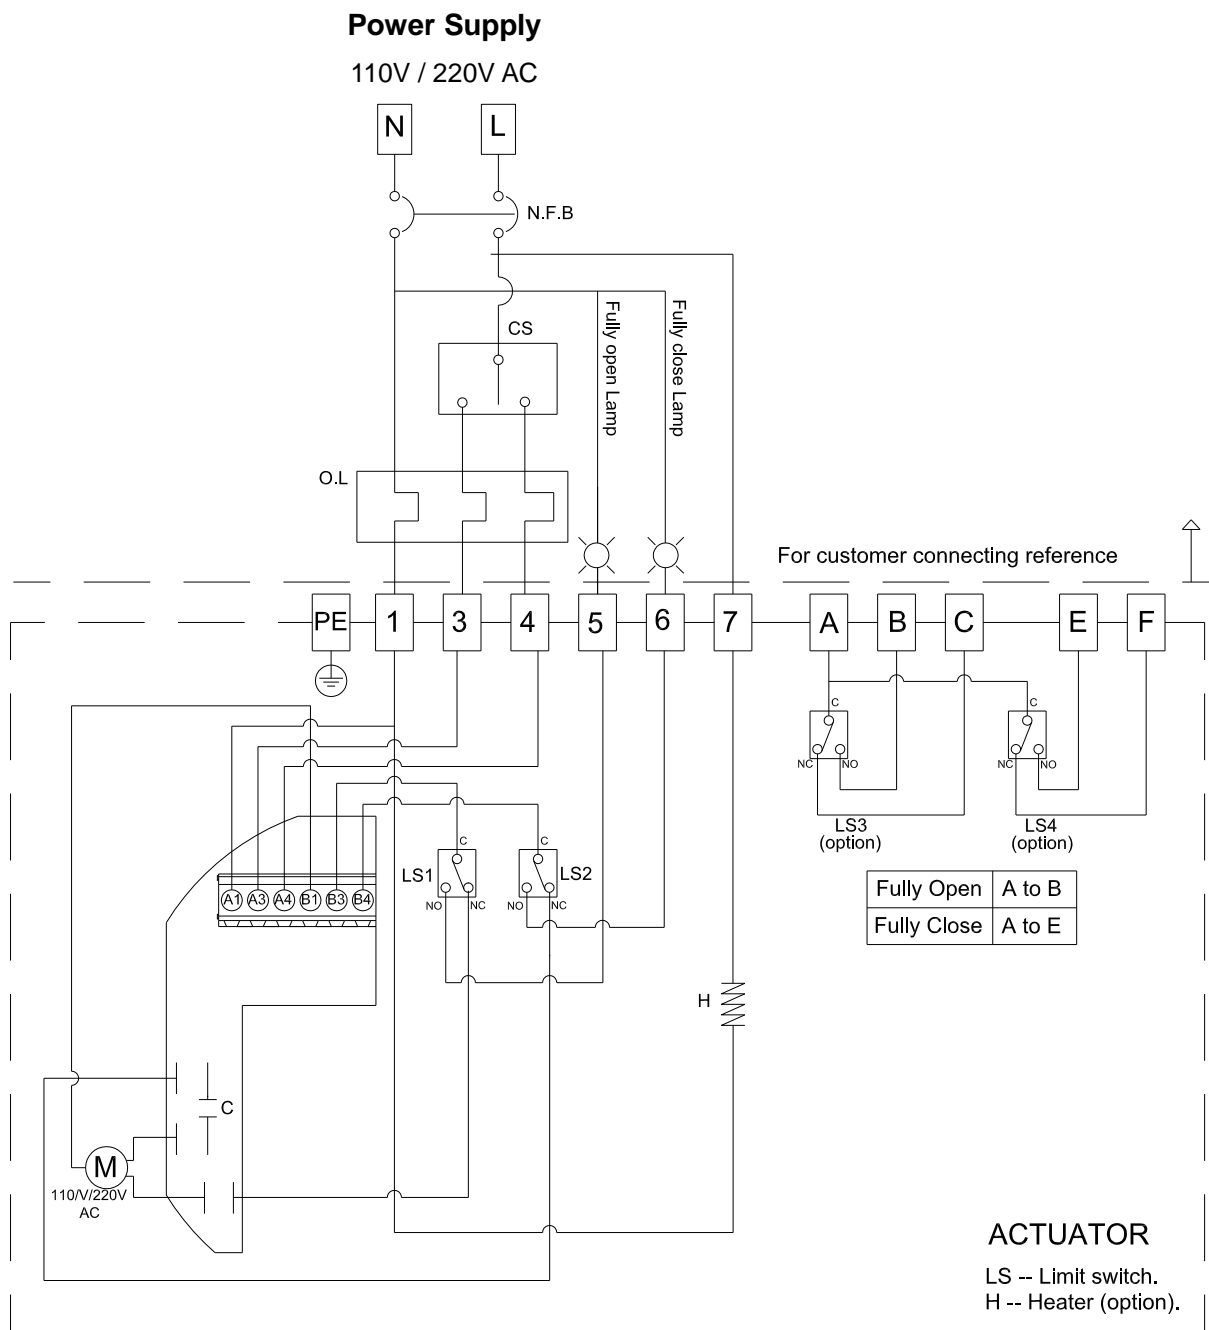 Power Supply
110V / 220V AC
N
L
N.F.B
CS
Fully open Lamp
Fully close Lamp
O.L
For customer connecting reference
PE
1
3
4
5
6
7
A
B
C
E
F
C
NC
NO
LS3
(option)
C
NC
NO
LS4
(option)
C
LS1
NO
NC
C
LS2
NO
NC
A1
A3
A4
B1
B3
B4
Fully Open A to B
Fully Close A to E
H
C
M
110/V/220V
AC
ACTUATOR
LS -- Limit switch.
H -- Heater (option).